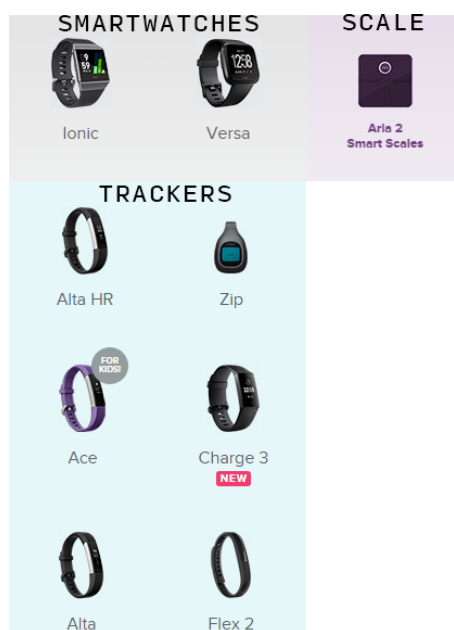 SMARTWATCHES
SCALE
Ionic
Versa
Aria 2
Smart Scales
TRACKERS
Alta HR
Zip
FOR
KIDS!
Ace
Charge 3
NEW
Alta
Flex 2